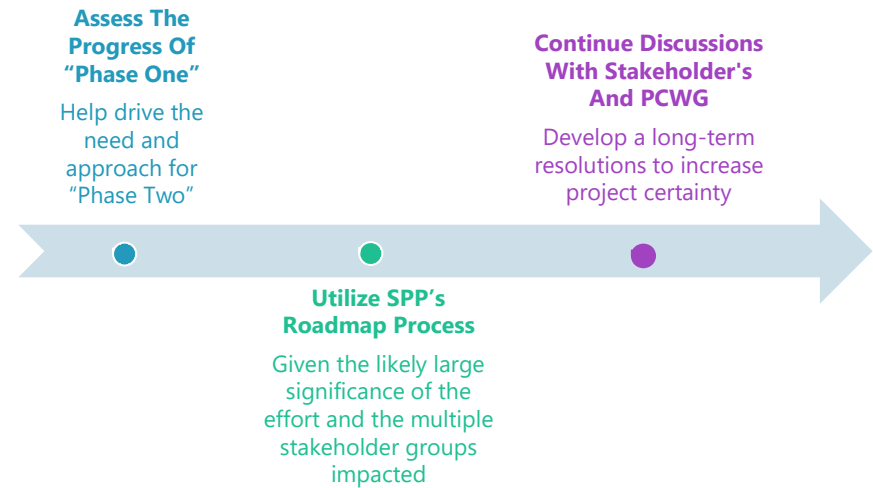 Assess The
Progress Of
“Phase One”
Help drive the
need and
approach for
“Phase Two”
Utilize SPP’s
Roadmap Process
Given the likely large
significance of the
effort and the multiple
stakeholder groups
impacted
Continue Discussions
With Stakeholder's
And PCWG
Develop a long-term
resolutions to increase
project certainty